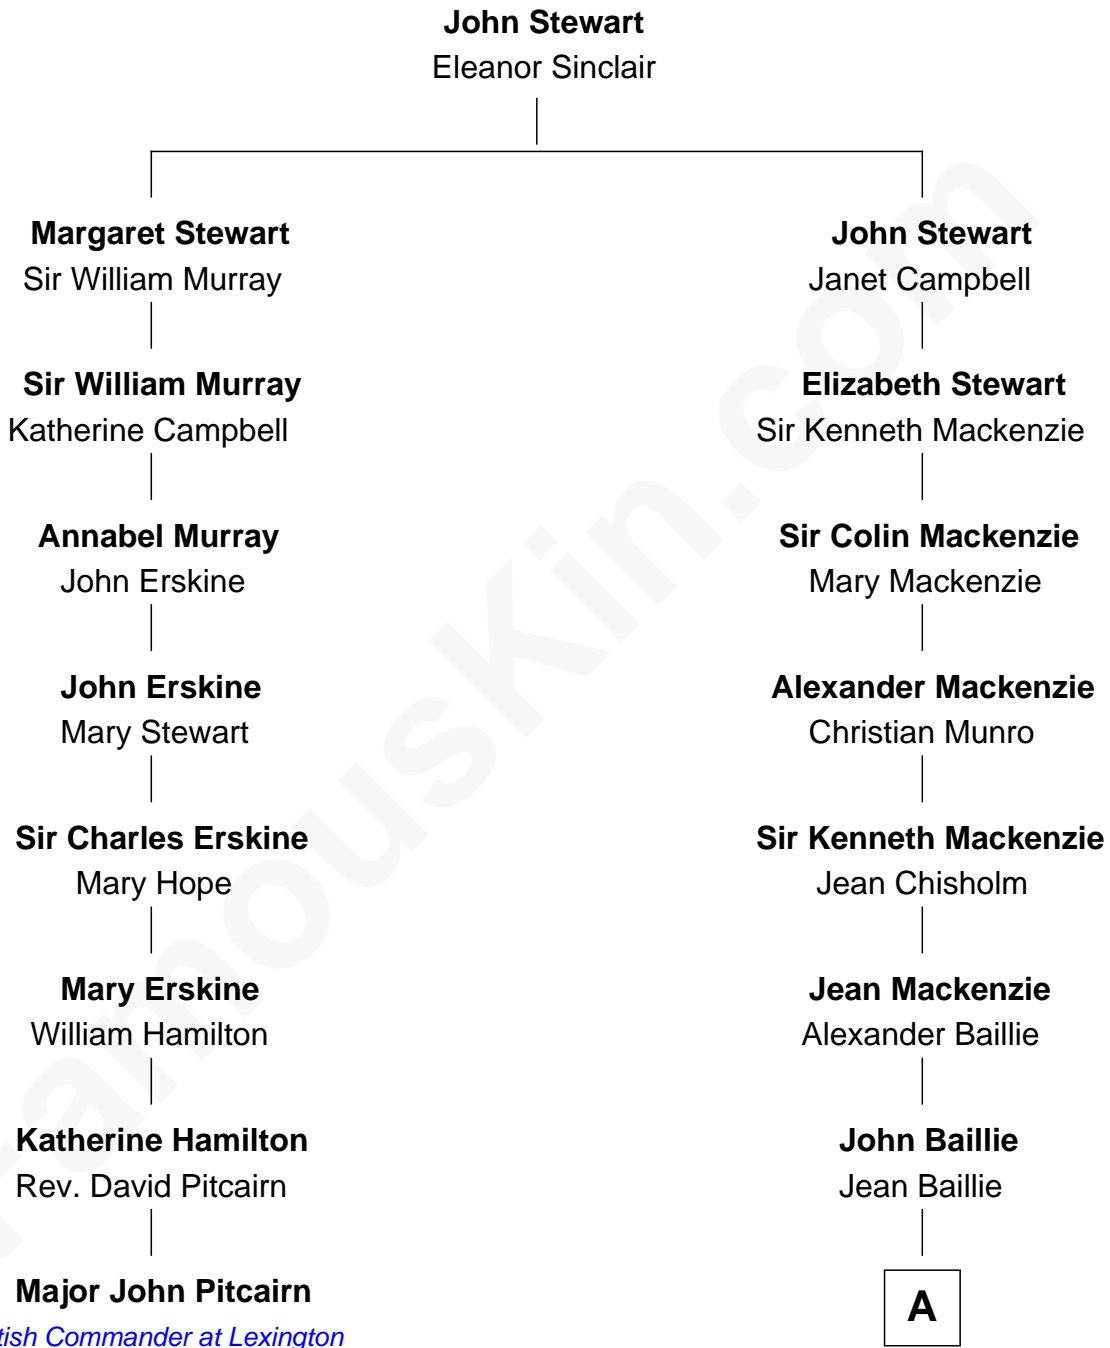 John Stewart
Eleanor Sinclair
Margaret Stewart
Sir William Murray
Sir William Murray
Katherine Campbell
Annabel Murray
John Erskine
John Erskine
Mary Stewart
Sir Charles Erskine
Mary Hope
Mary Erskine
William Hamilton
Katherine Hamilton
Rev. David Pitcairn
Major John Pitcairn
tish Commander at Lexington
John Stewart
Janet Campbell
Elizabeth Stewart
Sir Kenneth Mackenzie
Sir Colin Mackenzie
Mary Mackenzie
Alexander Mackenzie
Christian Munro
Sir Kenneth Mackenzie
Jean Chisholm
Jean Mackenzie
Alexander Baillie
John Baillie
Jean Baillie
A
FamousKin.com